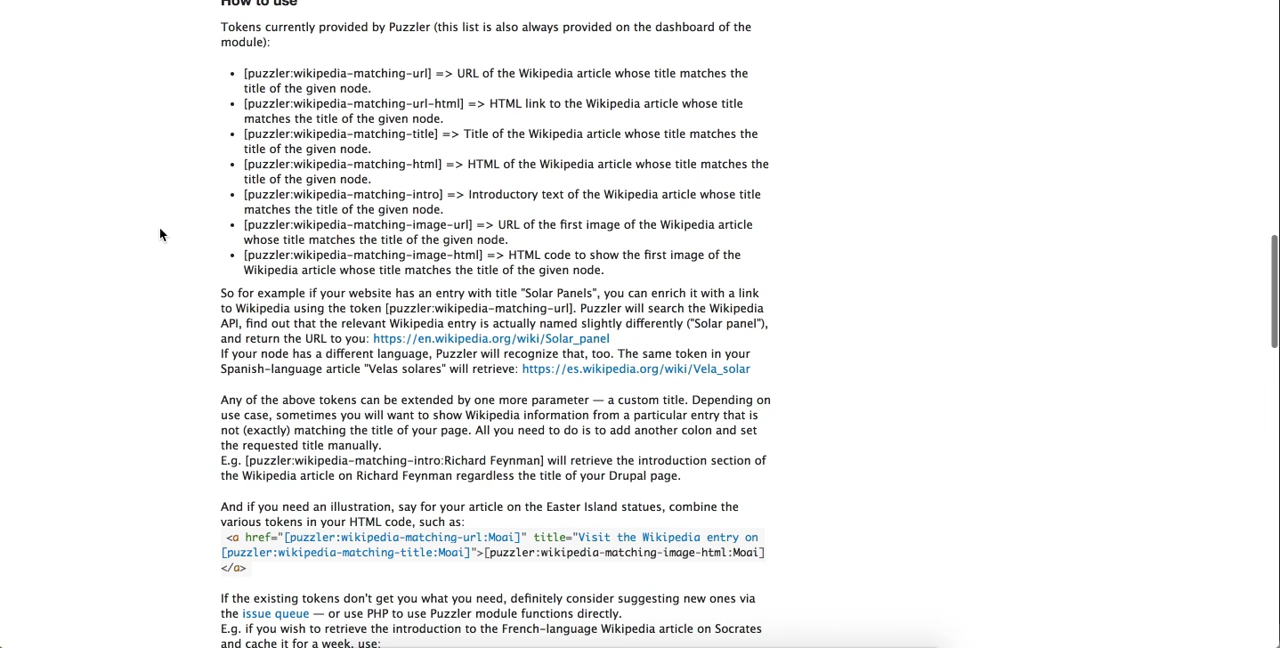 How to use
Tokens currently provided by Puzzler (this list is also always provided on the dashboard of the
module):
• [puzzler:wikipedia-matching-url] => URL of the Wikipedia article whose title matches the
title of the given node.
• [puzzler:wikipedia-matching-url-html] => HTML link to the Wikipedia article whose title
matches the title of the given node.
• [puzzler:wikipedia-matching-title] => Title of the Wikipedia article whose title matches the
title of the given node.
• [puzzler:wikipedia-matching-html] => HTML of the Wikipedia article whose title matches the
title of the given node.
• [puzzler:wikipedia-matching-intro] => Introductory text of the Wikipedia article whose title
matches the title of the given node.
• [puzzler:wikipedia-matching-image-url] => URL of the first image of the Wikipedia article
whose title matches the title of the given node.
• [puzzler:wikipedia-matching-image-html] => HTML code to show the first image of the
Wikipedia article whose title matches the title of the given node.
So for example if your website has an entry with title "Solar Panels", you can enrich it with a link
to Wikipedia using the token [puzzler:wikipedia-matching-url]. Puzzler will search the Wikipedia
API, find out that the relevant Wikipedia entry is actually named slightly differently ("Solar panel"),
and return the URL to you: https://en.wikipedia.org/wiki/Solar_panel
If your node has a different language, Puzzler will recognize that, too. The same token in your
Spanish-language article "Velas solares" will retrieve: https://es.wikipedia.org/wiki/Vela_solar
Any of the above tokens can be extended by one more parameter — a custom title. Depending on
use case, sometimes you will want to show Wikipedia information from a particular entry that is
not (exactly) matching the title of your page. All you need to do is to add another colon and set
the requested title manually.
E.g. [puzzler:wikipedia-matching-intro:Richard Feynman] will retrieve the introduction section of
the Wikipedia article on Richard Feynman regardless the title of your Drupal page.
And if you need an illustration, say for your article on the Easter Island statues, combine the
various tokens in your HTML code, such as:
<a href="[puzzler:wikipedia-matching-url:Moai]" title="Visit the Wikipedia entry on
[puzzler:wikipedia-matching-title:Moai]">[puzzler:wikipedia-matching-image-html:Moai]
</a>
If the existing tokens don't get you what you need, definitely consider suggesting new ones via
the issue queue — or use PHP to use Puzzler module functions directly.
E.g. if you wish to retrieve the introduction to the French-language Wikipedia article on Socrates
and cache it for a week, use: